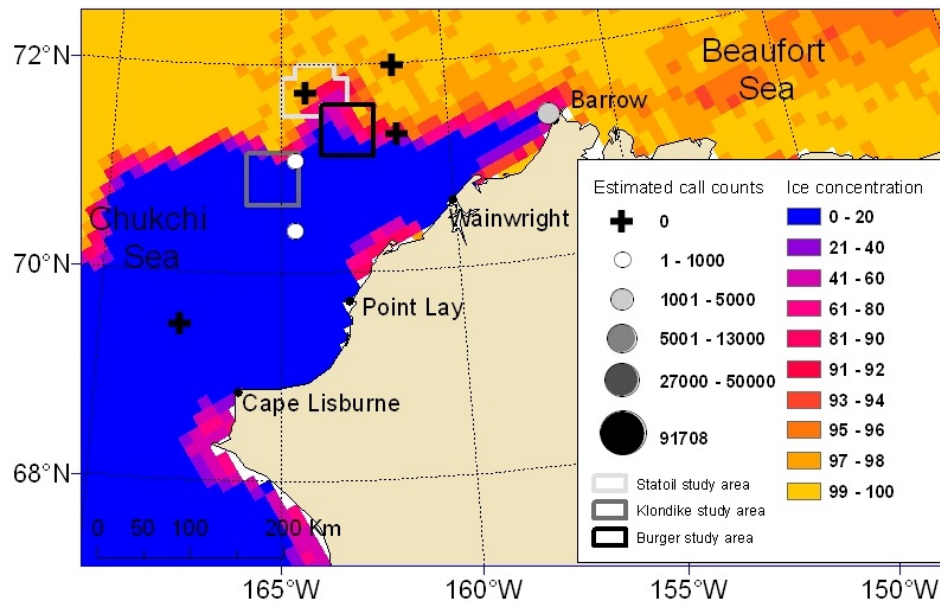 72°N
Beaufort
Sea
Barrow
Chukchi
Sea
Wainwright
70°N
Point Lay
Cape Lisburne
68°N
0 50 100 200 Km
165°W 160°W 155°W 150°W
Estimated call counts
0
1 - 1000
1001 - 5000
5001 - 13000
27000 - 50000
91708
Statoil study area
Klondike study area
Burger study area
Ice concentration
0 - 20
21 - 40
41 - 60
61 - 80
81 - 90
91 - 92
93 - 94
95 - 96
97 - 98
99 - 100